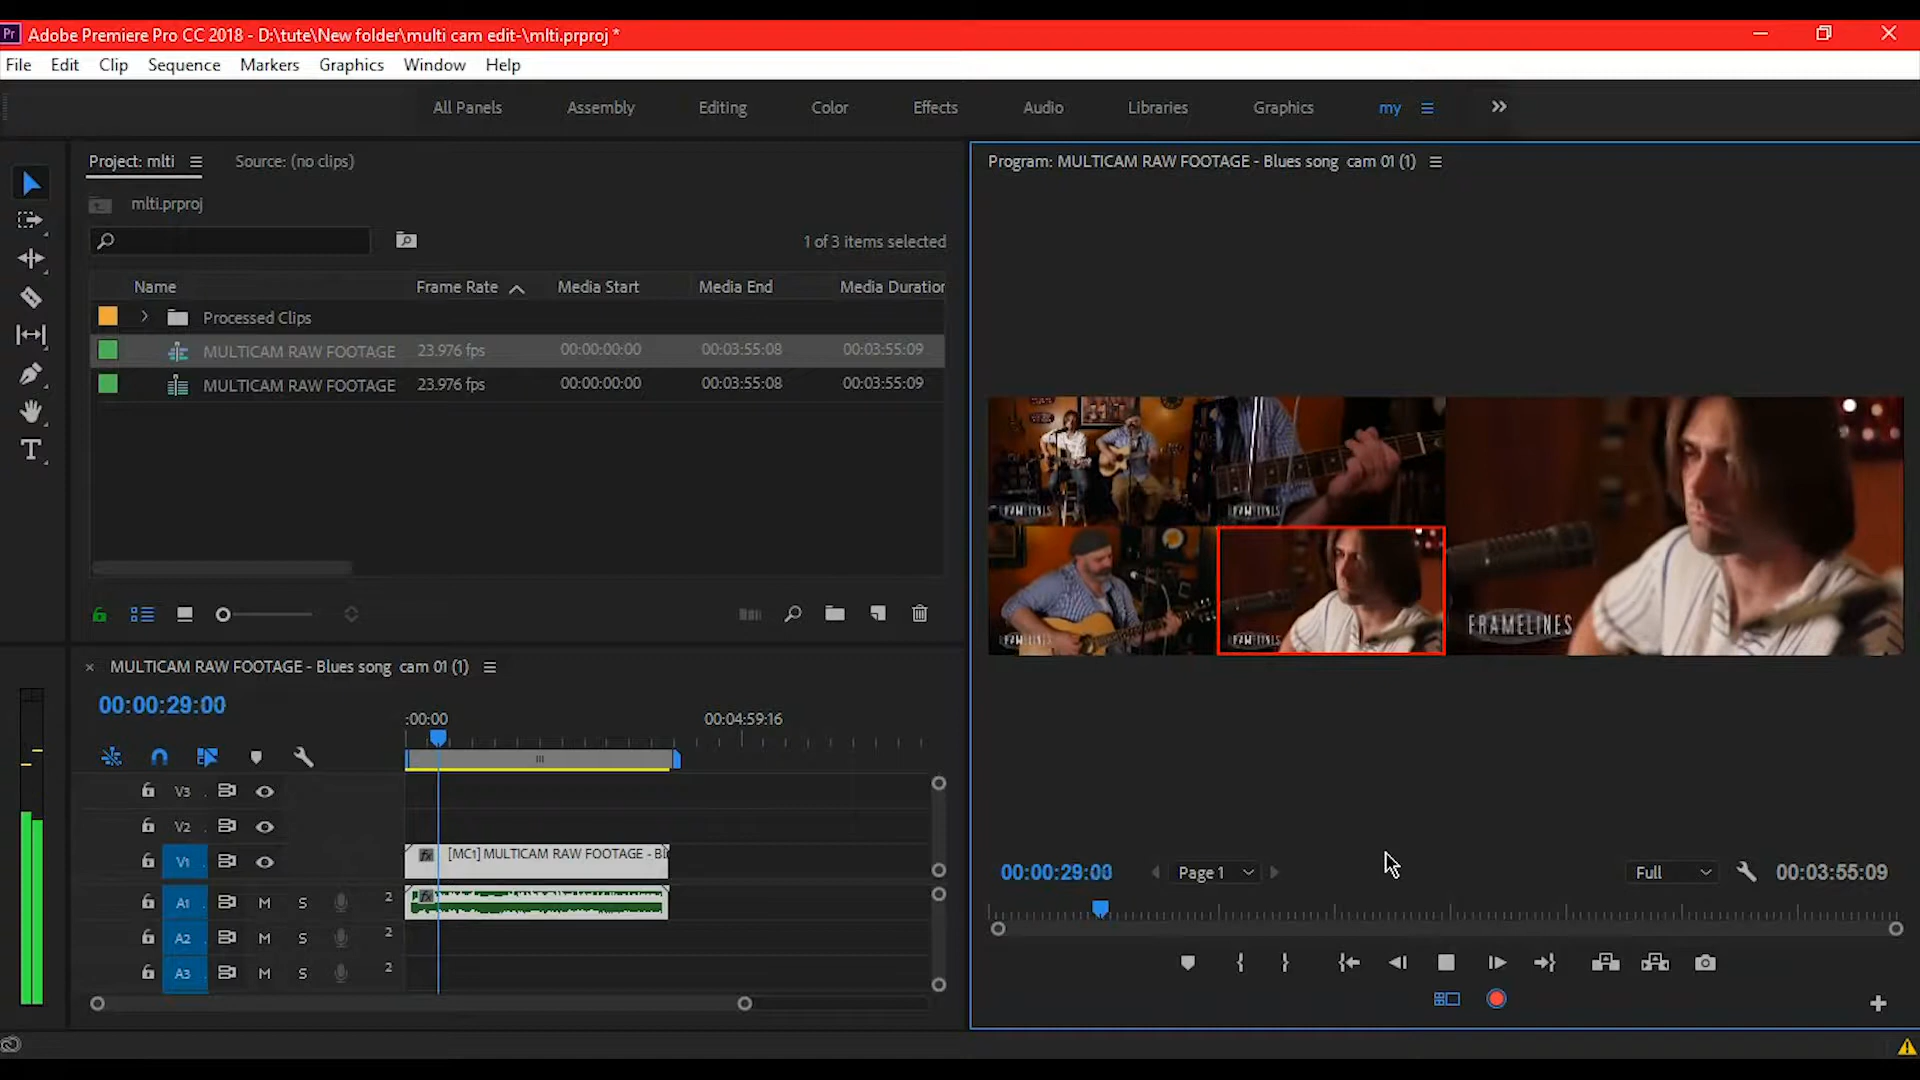 Pr Adobe Premiere Pro CC 2018 - D:\tute\New folder\multi cam edit-\mlti.prproj *
File Edit Clip Sequence Markers Graphics Window Help
All Panels Assembly Editing Color Effects Audio Libraries Graphics my
Project: mlti Source: (no clips)
Program: MULTICAM RAW FOOTAGE - Blues song cam 01 (1)
mlti.prproj
1 of 3 items selected
Name Frame Rate Media Start Media End Media Duration
Processed Clips
MULTICAM RAW FOOTAGE 23.976 fps 00:00:00:00 00:03:55:08 00:03:55:09
MULTICAM RAW FOOTAGE 23.976 fps 00:00:00:00 00:03:55:08 00:03:55:09
FRAMELINES
MULTICAM RAW FOOTAGE - Blues song cam 01 (1)
00:00:29:00
:00:00 00:04:59:16
V3
V2
V1 fx [MC1] MULTICAM RAW FOOTAGE - Bl
A1 M S 2 fx
A2 M S 2
A3 M S 2
00:00:29:00 Page 1 Full 00:03:55:09